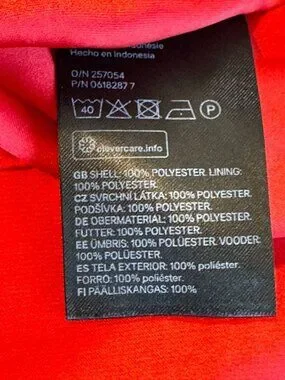 Hecho en Indonesia
O/N 257054
P/N 0618287 7
40 P
clevercare.info
GB SHELL: 100% POLYESTER. LINING:
100% POLYESTER.
CZ SVRCHNÍ LÁTKA: 100% POLYESTER.
PODŠÍVKA: 100% POLYESTER.
DE OBERMATERIAL: 100% POLYESTER.
FUTTER: 100% POLYESTER.
EE ÜMBRIS: 100% POLÜESTER. VOODER:
100% POLÜESTER.
ES TELA EXTERIOR: 100% poliéster.
FORRO: 100% poliéster.
FI PÄÄLLISKANGAS: 100%